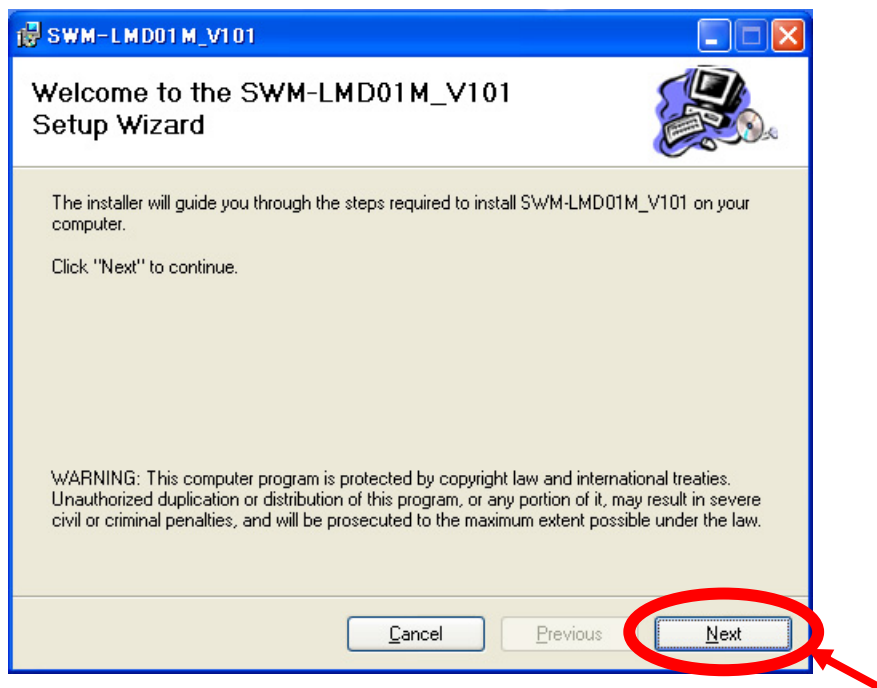 SWM-LMD01M_V101
Welcome to the SWM-LMD01M_V101
Setup Wizard
The installer will guide you through the steps required to install SWM-LMD01M_V101 on your
computer.
Click "Next" to continue.
WARNING: This computer program is protected by copyright law and international treaties.
Unauthorized duplication or distribution of this program, or any portion of it, may result in severe
civil or criminal penalties, and will be prosecuted to the maximum extent possible under the law.
Cancel Previous Next